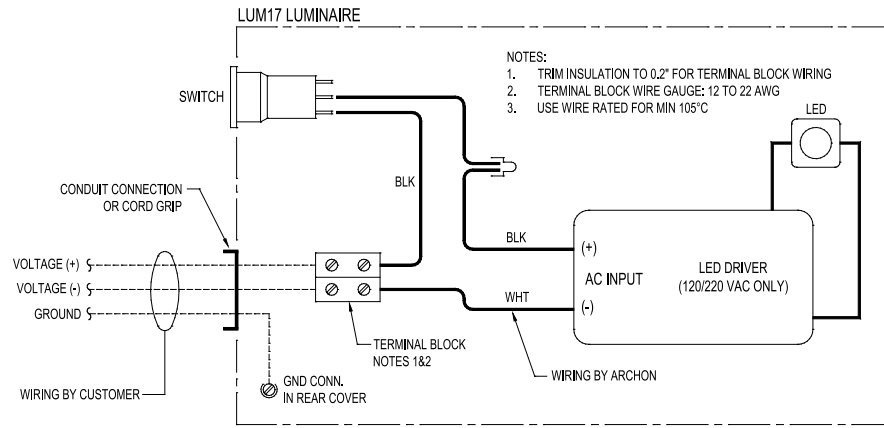 LUM17 LUMINAIRE
NOTES:
1. TRIM INSULATION TO 0.2" FOR TERMINAL BLOCK WIRING
2. TERMINAL BLOCK WIRE GAUGE: 12 TO 22 AWG
3. USE WIRE RATED FOR MIN 105°C
SWITCH
LED
CONDUIT CONNECTION
OR CORD GRIP
BLK
BLK
VOLTAGE (+)
VOLTAGE (-)
GROUND
(+)
AC INPUT
(-)
LED DRIVER
(120/220 VAC ONLY)
WHT
TERMINAL BLOCK
NOTES 1&2
WIRING BY ARCHON
GND CONN.
IN REAR COVER
WIRING BY CUSTOMER